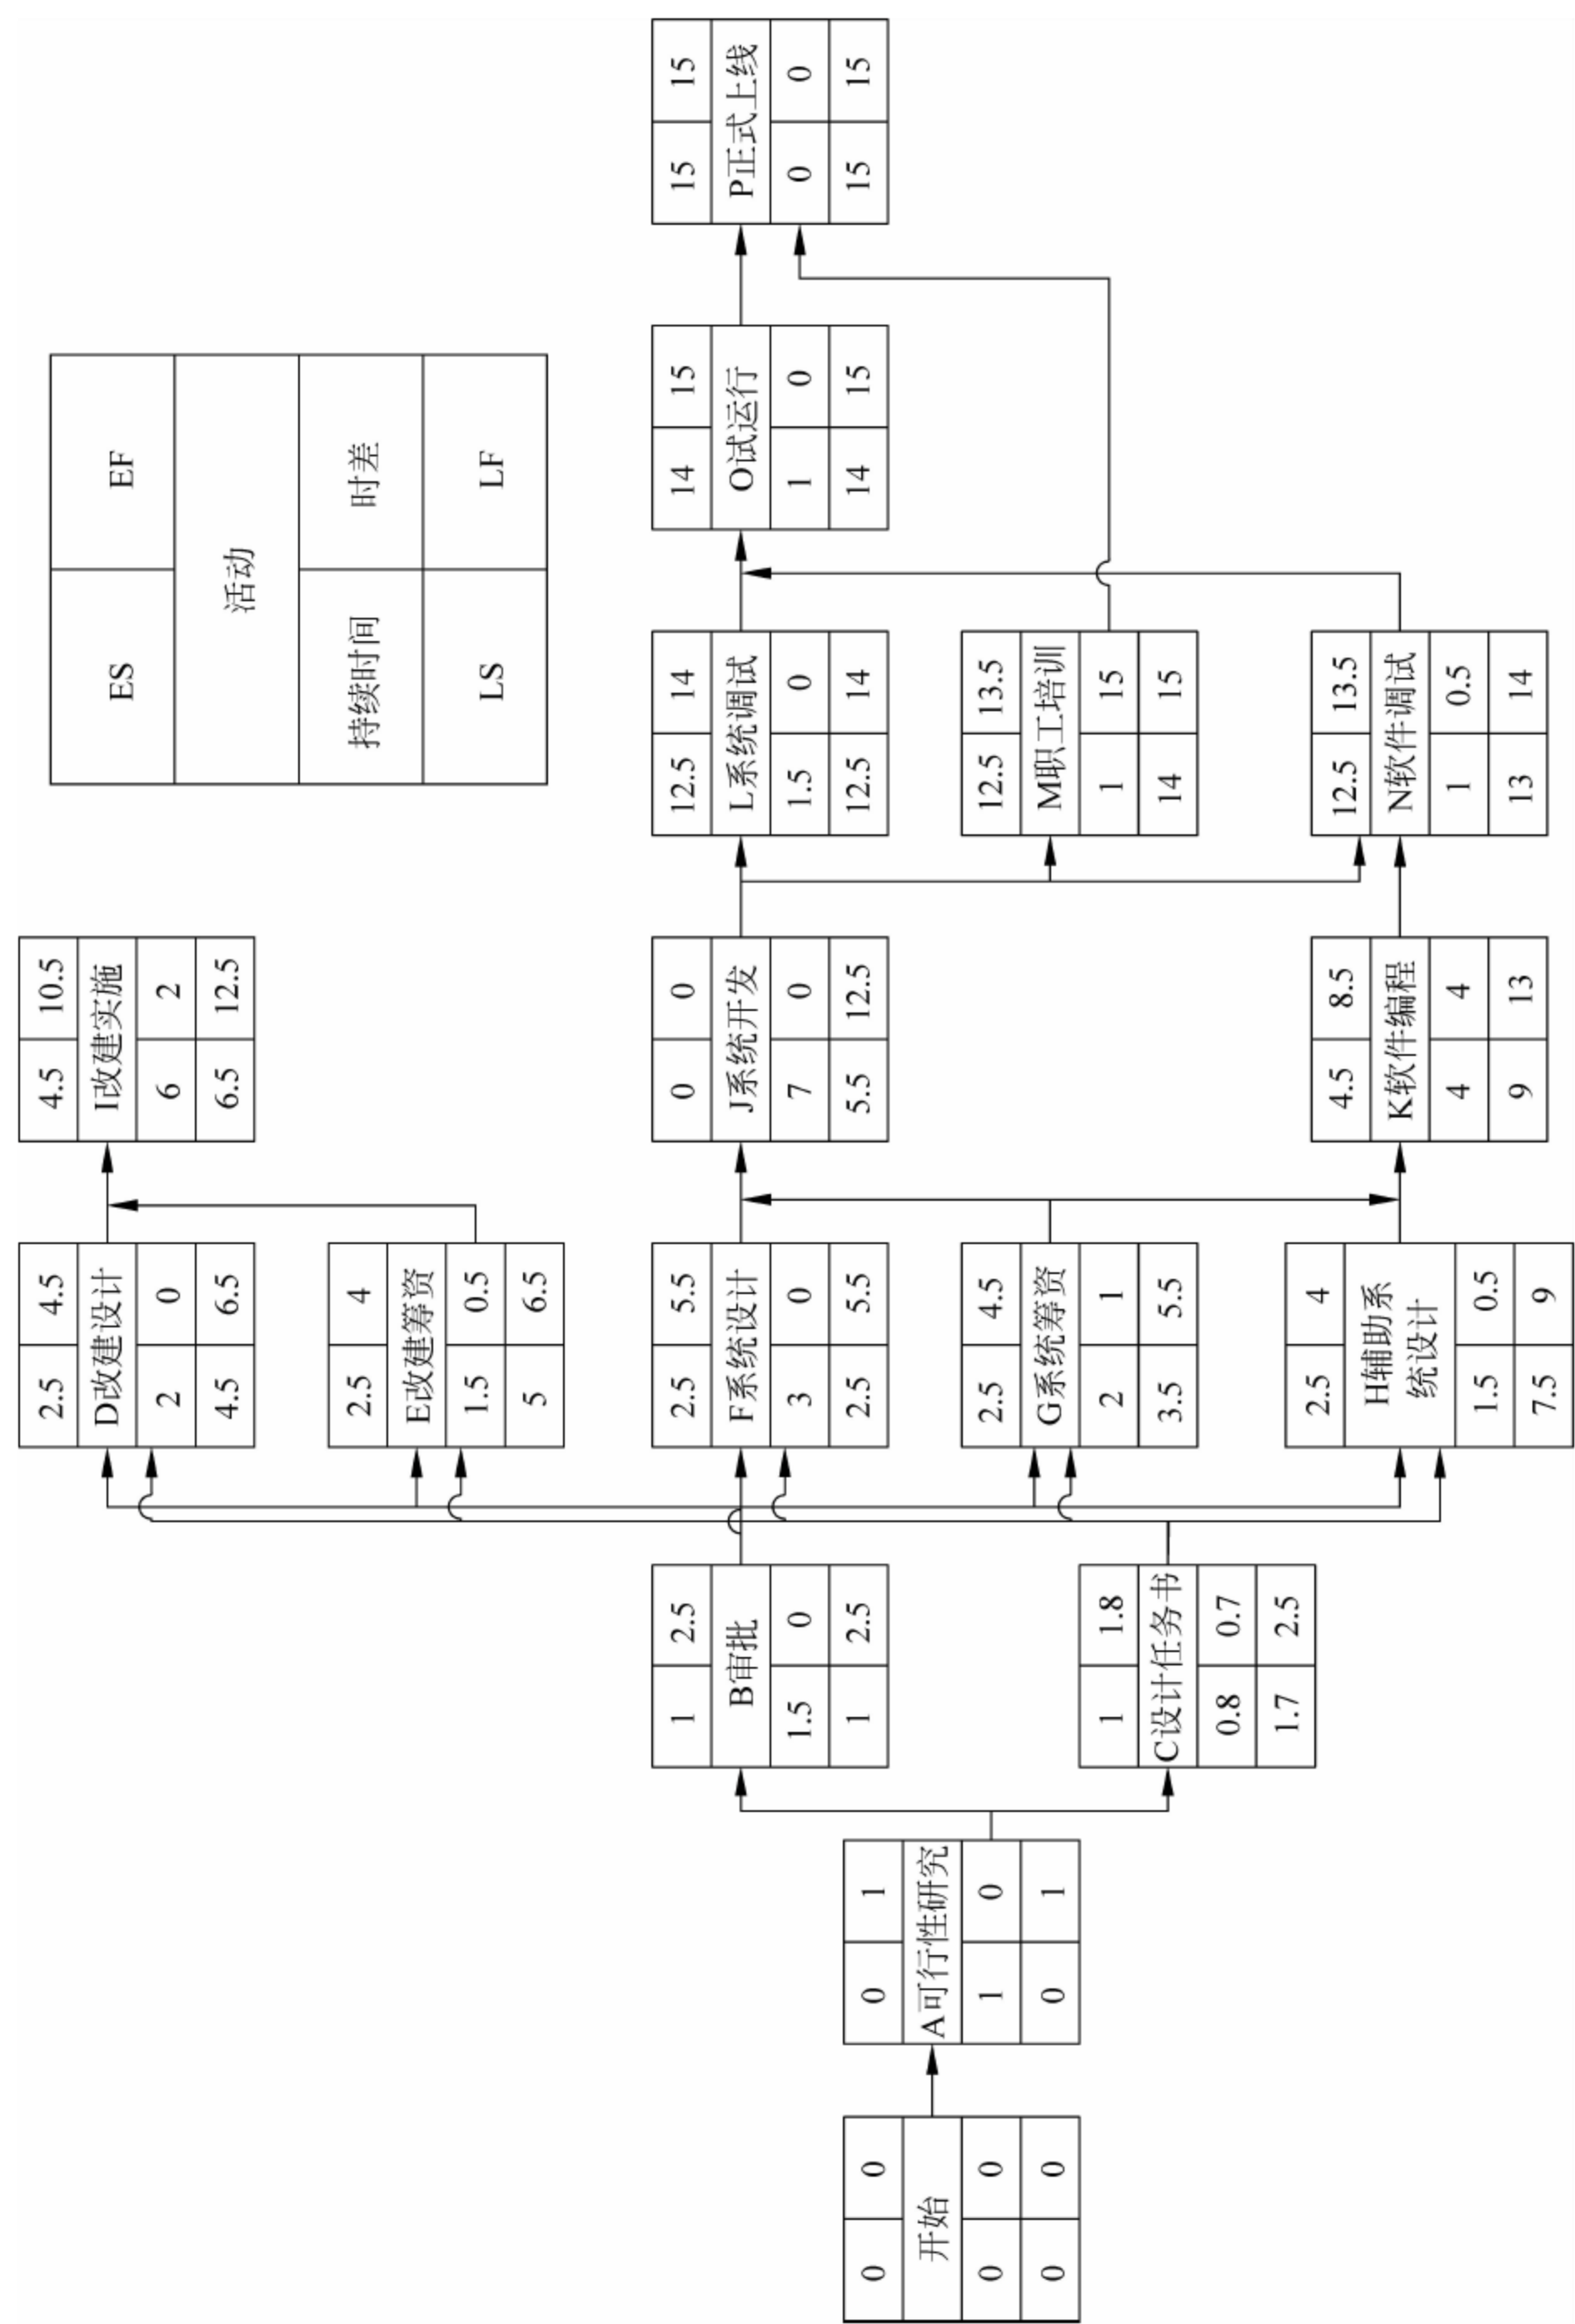 ES EF
活动
持续时间 时差
LS LF
0 0
开始
0 0
0 0
0 1
A可行性研究
1 0
0 1
1 2.5
B审批
1.5 0
1 2.5
1 1.8
C设计任务书
0.8 0.7
1.7 2.5
2.5 4.5
D改建设计
2 0
4.5 6.5
2.5 4
E改建筹资
1.5 0.5
5 6.5
2.5 5.5
F系统设计
3 0
2.5 5.5
2.5 4.5
G系统筹资
2 1
3.5 5.5
2.5 4
H辅助系
统设计
1.5 0.5
7.5 9
4.5 10.5
I改建实施
6 2
6.5 12.5
0 0
J系统开发
7 0
5.5 12.5
4.5 8.5
K软件编程
4 4
9 13
12.5 14
L系统调试
1.5 0
12.5 14
12.5 13.5
M职工培训
1 15
14 15
12.5 13.5
N软件调试
1 0.5
13 14
14 15
O试运行
1 0
14 15
15 15
P正式上线
0 0
15 15